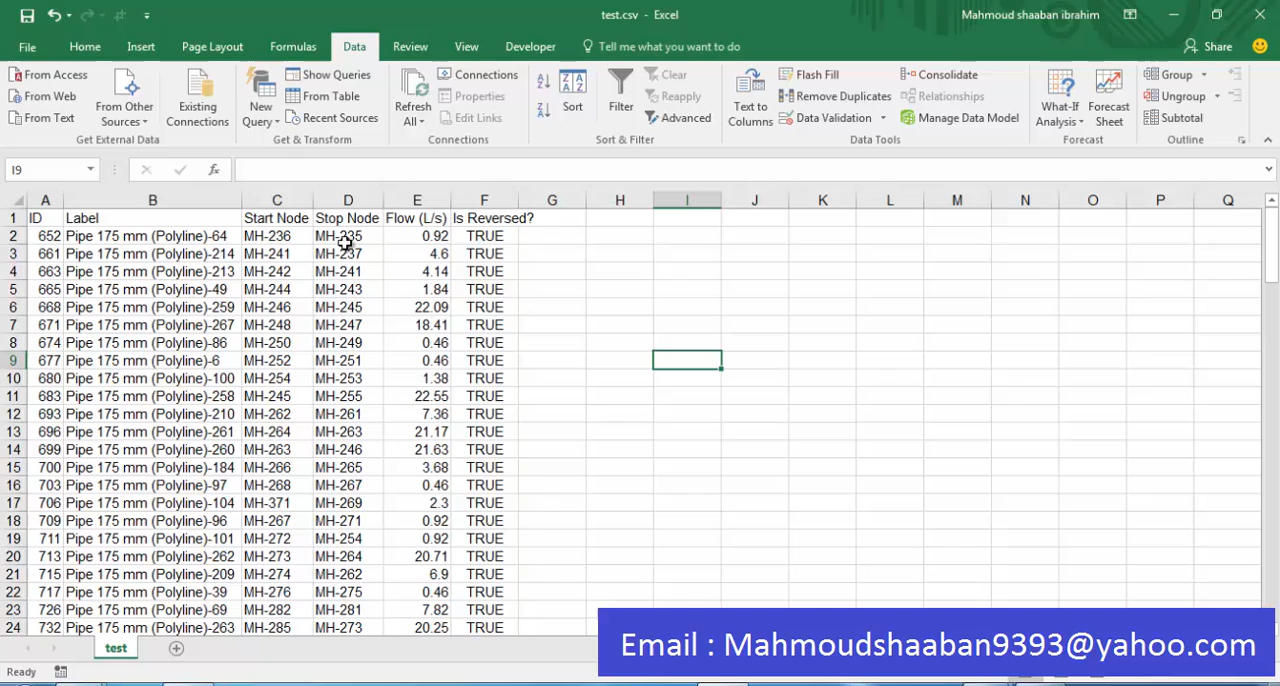 test.csv - Excel
Mahmoud shaaban ibrahim
File Home Insert Page Layout Formulas Data Review View Developer Tell me what you want to do Share
From Access
From Web
From Text
From Other Sources
Existing Connections
Get External Data
New Query
Show Queries
From Table
Recent Sources
Get & Transform
Refresh All
Connections
Properties
Edit Links
Connections
Sort
Filter
Clear
Reapply
Advanced
Sort & Filter
Text to Columns
Flash Fill
Remove Duplicates
Data Validation
Consolidate
Relationships
Manage Data Model
Data Tools
What-If Analysis
Forecast Sheet
Forecast
Group
Ungroup
Subtotal
Outline
I9 fx
A B C D E F G H I J K L M N O P Q
1 ID Label Start Node Stop Node Flow (L/s) Is Reversed?
2 652 Pipe 175 mm (Polyline)-64 MH-236 MH-235 0.92 TRUE
3 661 Pipe 175 mm (Polyline)-214 MH-241 MH-237 4.6 TRUE
4 663 Pipe 175 mm (Polyline)-213 MH-242 MH-241 4.14 TRUE
5 665 Pipe 175 mm (Polyline)-49 MH-244 MH-243 1.84 TRUE
6 668 Pipe 175 mm (Polyline)-259 MH-246 MH-245 22.09 TRUE
7 671 Pipe 175 mm (Polyline)-267 MH-248 MH-247 18.41 TRUE
8 674 Pipe 175 mm (Polyline)-86 MH-250 MH-249 0.46 TRUE
9 677 Pipe 175 mm (Polyline)-6 MH-252 MH-251 0.46 TRUE
10 680 Pipe 175 mm (Polyline)-100 MH-254 MH-253 1.38 TRUE
11 683 Pipe 175 mm (Polyline)-258 MH-245 MH-255 22.55 TRUE
12 693 Pipe 175 mm (Polyline)-210 MH-262 MH-261 7.36 TRUE
13 696 Pipe 175 mm (Polyline)-261 MH-264 MH-263 21.17 TRUE
14 699 Pipe 175 mm (Polyline)-260 MH-263 MH-246 21.63 TRUE
15 700 Pipe 175 mm (Polyline)-184 MH-266 MH-265 3.68 TRUE
16 703 Pipe 175 mm (Polyline)-97 MH-268 MH-267 0.46 TRUE
17 706 Pipe 175 mm (Polyline)-104 MH-371 MH-269 2.3 TRUE
18 709 Pipe 175 mm (Polyline)-96 MH-267 MH-271 0.92 TRUE
19 711 Pipe 175 mm (Polyline)-101 MH-272 MH-254 0.92 TRUE
20 713 Pipe 175 mm (Polyline)-262 MH-273 MH-264 20.71 TRUE
21 715 Pipe 175 mm (Polyline)-209 MH-274 MH-262 6.9 TRUE
22 717 Pipe 175 mm (Polyline)-39 MH-276 MH-275 0.46 TRUE
23 726 Pipe 175 mm (Polyline)-69 MH-282 MH-281 7.82 TRUE
24 732 Pipe 175 mm (Polyline)-263 MH-285 MH-273 20.25 TRUE
test
Ready
Email : Mahmoudshaaban9393@yahoo.com